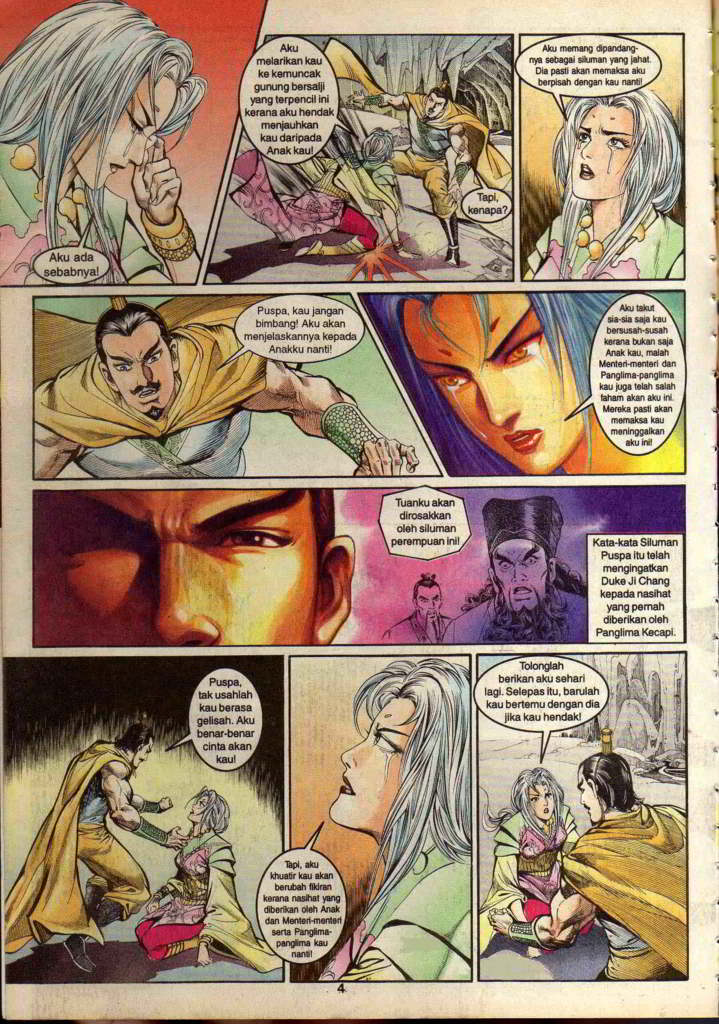 Aku ada
sebabnya!
Aku
melarikan kau
ke kemuncak
gunung bersalji
yang terpencil ini
kerana aku hendak
menjauhkan
kau daripada
Anak kau!
Tapi,
kenapa?
Aku memang dipandang-
nya sebagai siluman yang jahat.
Dia pasti akan memaksa aku
berpisah dengan kau nanti!
Puspa, kau jangan
bimbang! Aku akan
menjelaskannya kepada
Anakku nanti!
Aku takut
sia-sia saja kau
bersusah-susah
kerana bukan saja
Anak kau, malah
Menteri-menteri dan
Panglima-panglima
kau juga telah salah
faham akan aku ini.
Mereka pasti akan
memaksa kau
meninggalkan
aku ini!
Tuanku akan
dirosakkan
oleh siluman
perempuan ini!
Kata-kata Siluman
Puspa itu telah
mengingatkan
Duke Ji Chang
kepada nasihat
yang pernah
diberikan oleh
Panglima Kecapi.
Puspa,
tak usahlah
kau berasa
gelisah. Aku
benar-benar
cinta akan
kau!
Tapi, aku
khuatir kau akan
berubah fikiran
kerana nasihat yang
diberikan oleh Anak
dan Menteri-menteri
serta Panglima-
panglima kau
nanti!
Tolonglah
berikan aku sehari
lagi. Selepas itu, barulah
kau bertemu dengan dia
jika kau hendak!
4